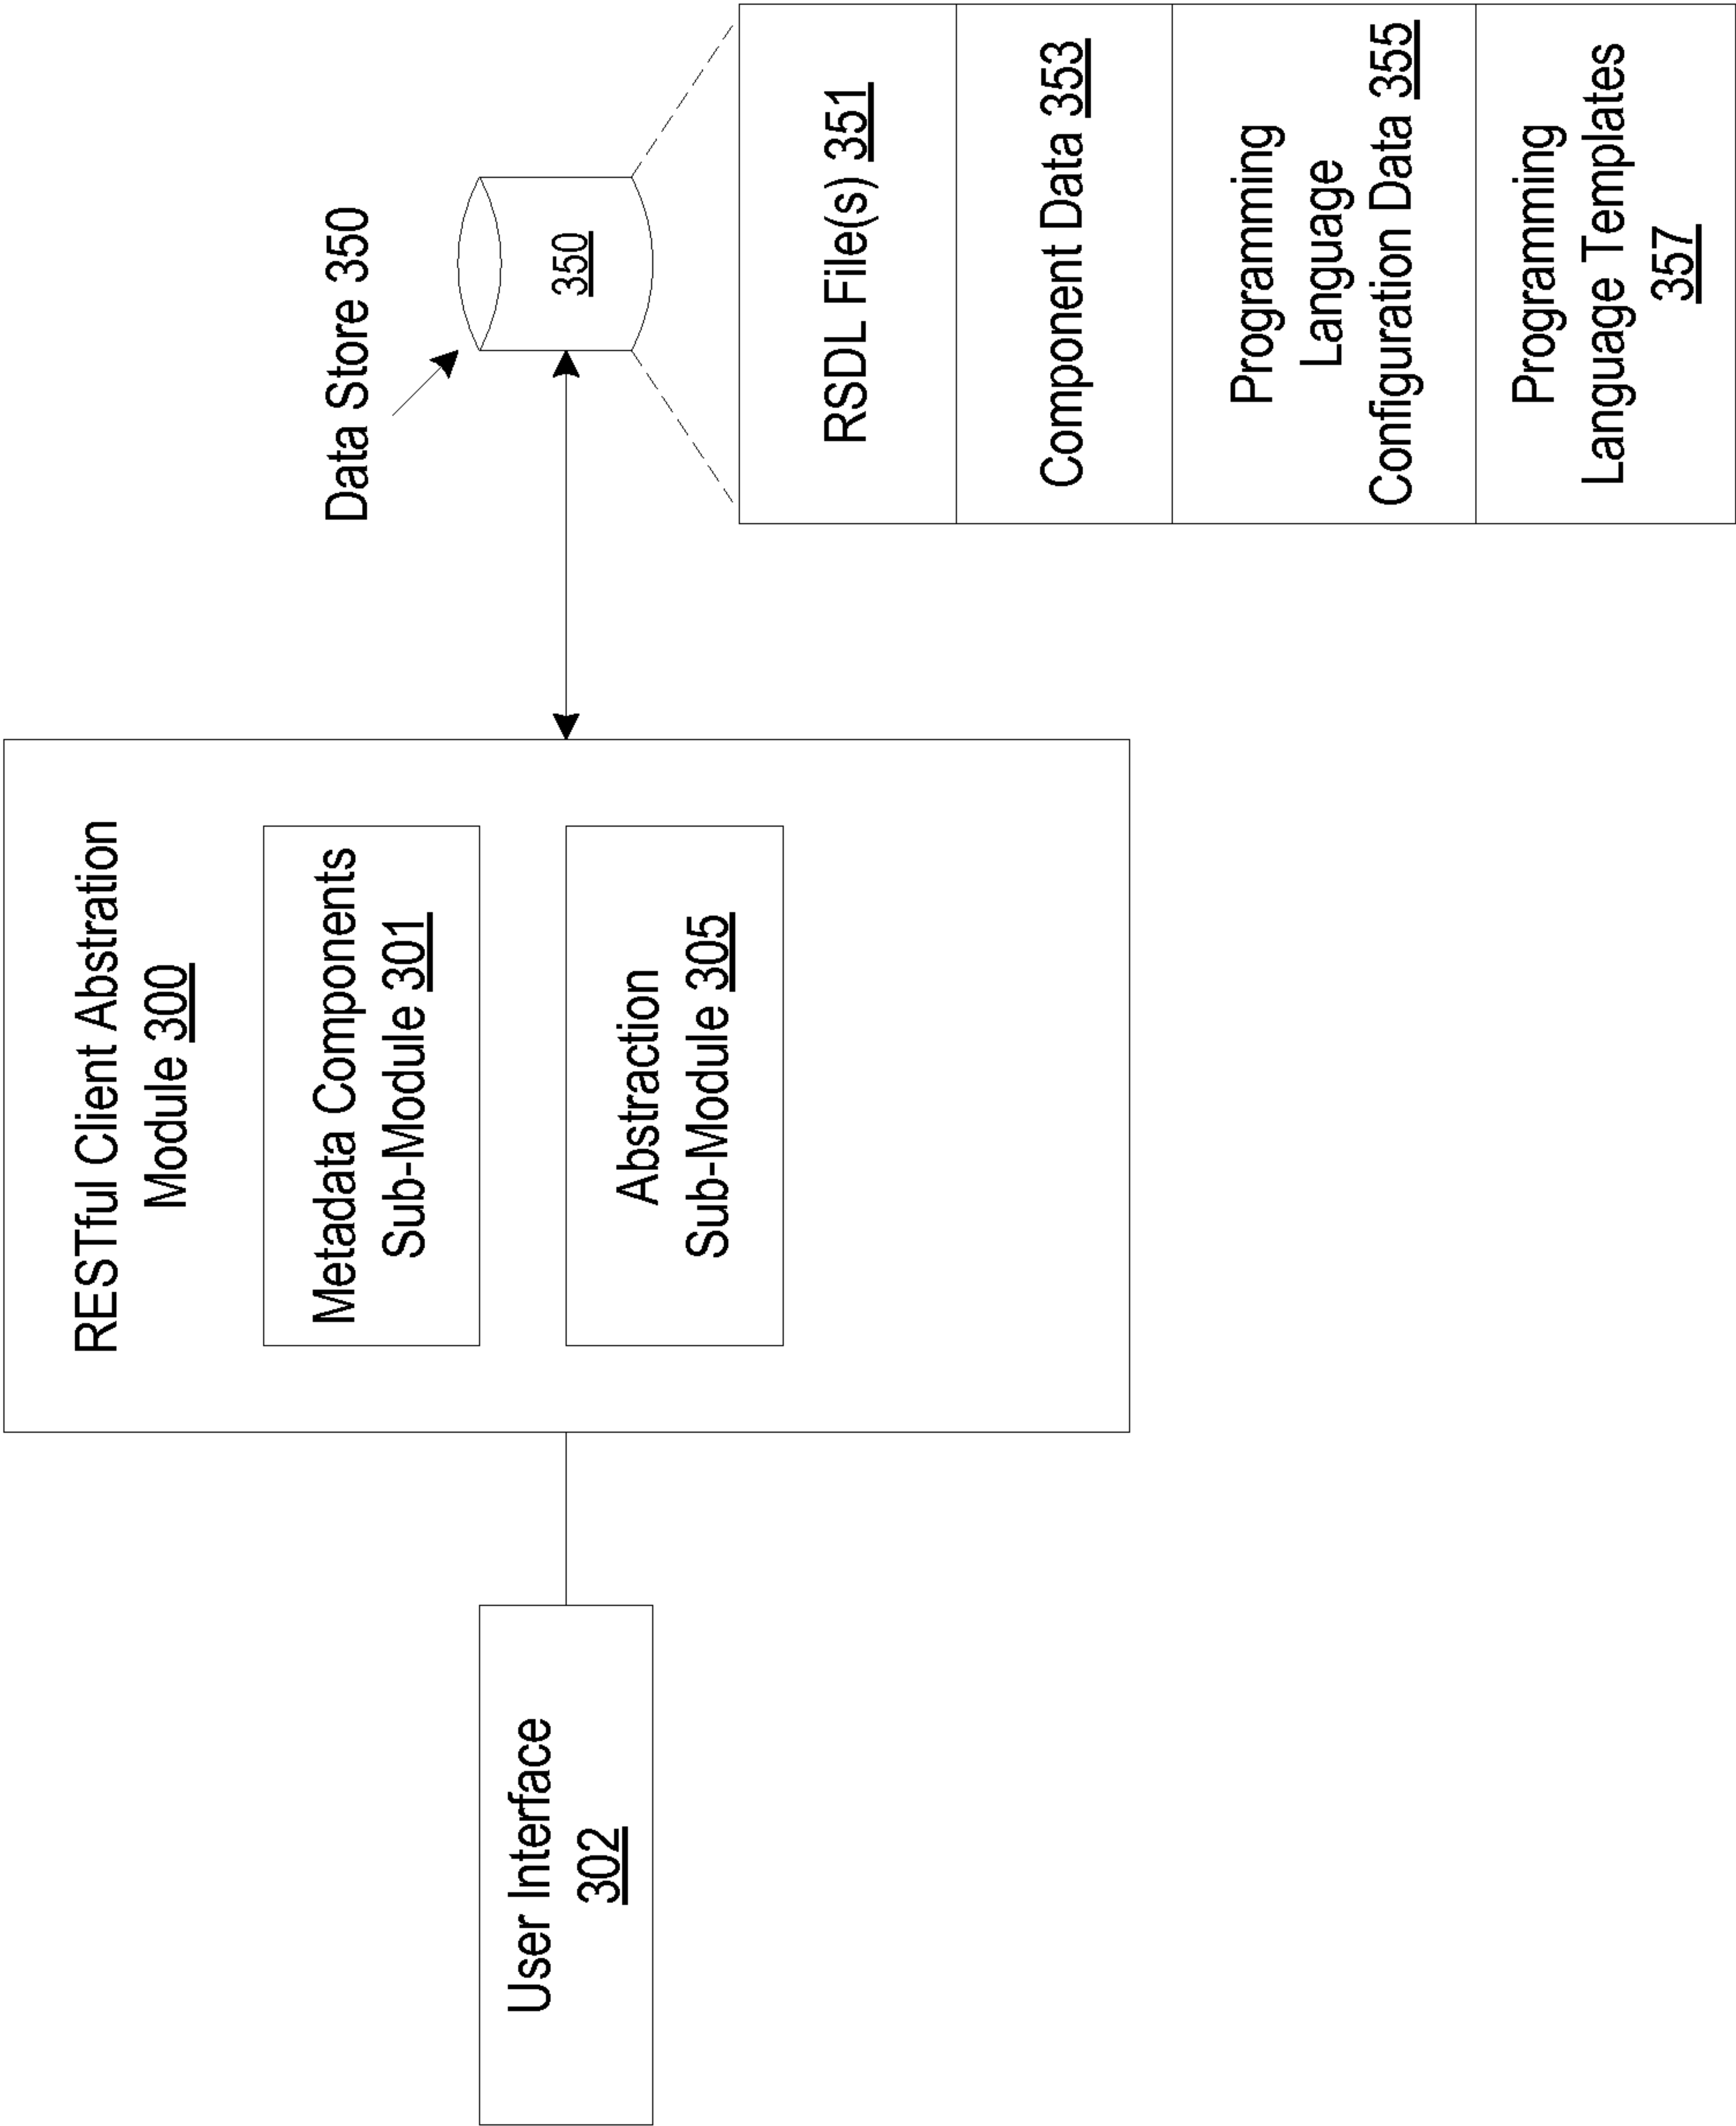 RESTful Client Abstration
Module 300
Metadata Components
Sub-Module 301
Abstraction
Sub-Module 305
User Interface
302
Data Store 350
350
RSDL File(s) 351
Component Data 353
Programming
Language
Configuration Data 355
Programming
Language Templates
357